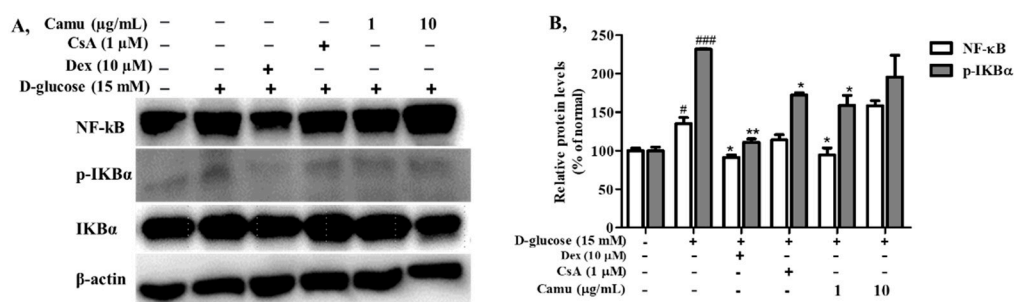 A,
Camu (µg/mL) – – – – 1 10
CsA (1 µM) – – – + – –
Dex (10 µM) – – + – – –
D-glucose (15 mM) – + + + + +
NF-kB
p-IKBα
IKBα
β-actin
B,
Relative protein levels
(% of normal)
250
200
150
100
50
0
#
###
*
**
*
*
*
NF-κB
p-IKBα
D-glucose (15 mM) - + + + + +
Dex (10 µM) - - + - - -
CsA (1 µM) - - - + - -
Camu (µg/mL) - - - - 1 10